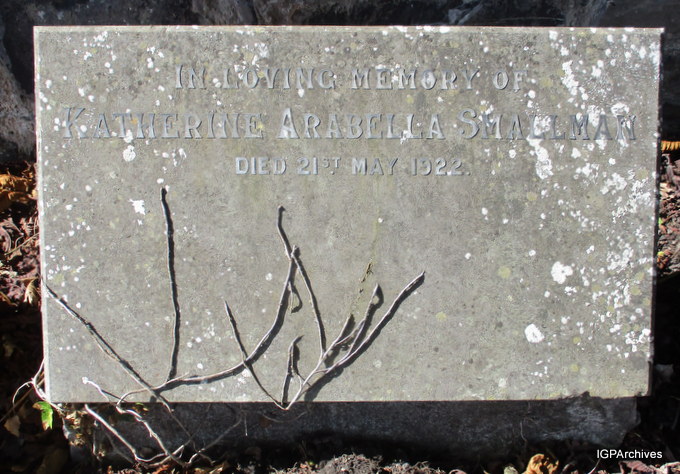 IN LOVING MEMORY OF
KATHERINE ARABELLA SMALLMAN
DIED 21ST MAY 1922.
IGPArchives